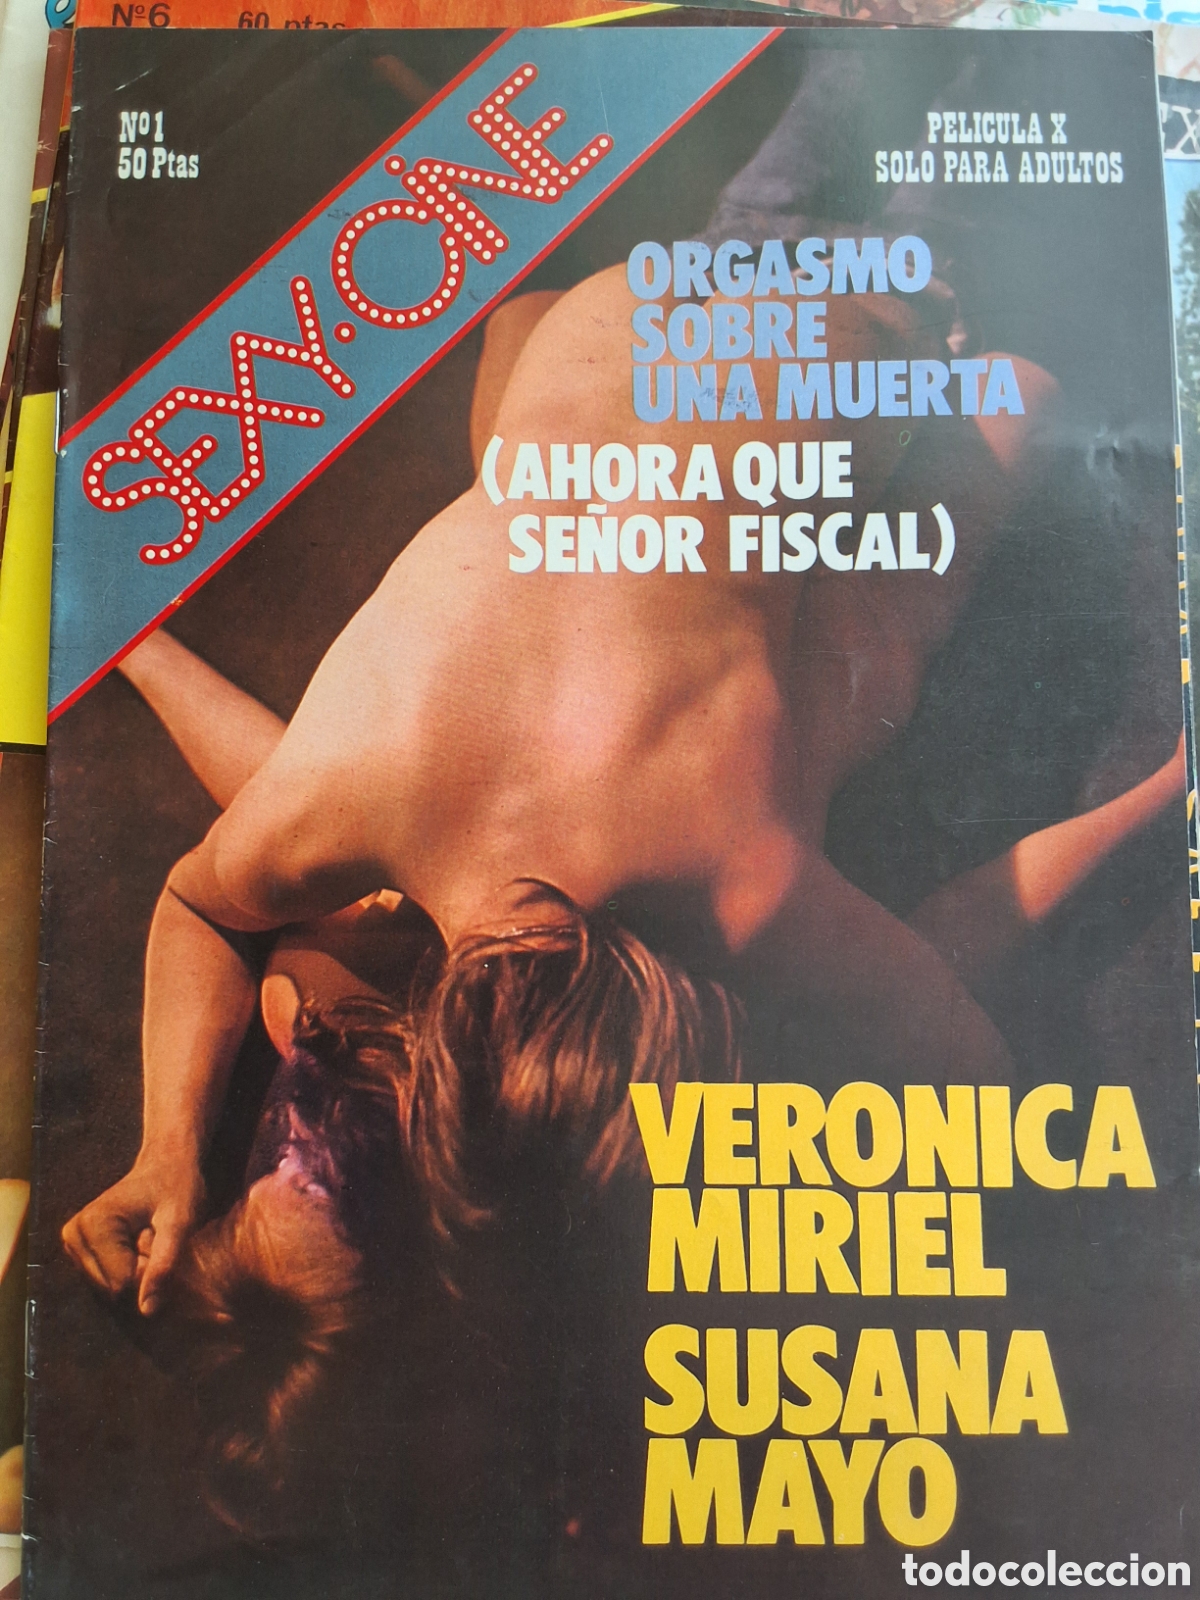 Nº6 60 ptas
Nº1
50 Ptas
SEXY·CINE
PELICULA X
SOLO PARA ADULTOS
ORGASMO
SOBRE
UNA MUERTA
(AHORA QUE
SEÑOR FISCAL)
VERONICA
MIRIEL
SUSANA
MAYO
todocoleccion